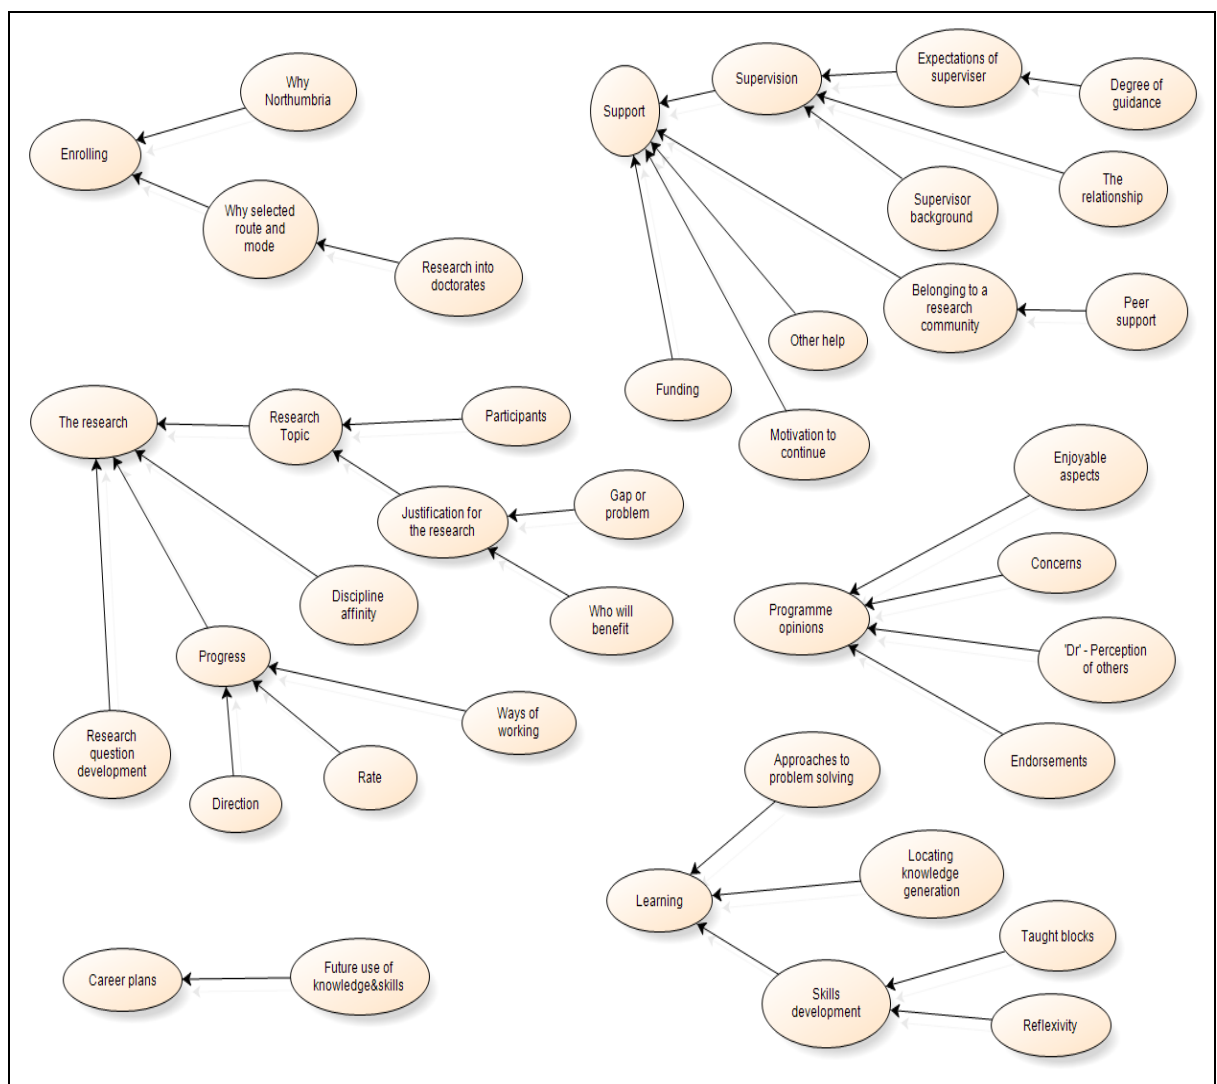 Why
Northumbria
Enrolling
Why selected
route and
mode
Research into
doctorates
Support
Supervision
Expectations of
superviser
Degree of
guidance
The
relationship
Supervisor
background
Belonging to a
research
community
Peer
support
Other help
Funding
Motivation to
continue
The research
Research
Topic
Participants
Justification for
the research
Gap or
problem
Who will
benefit
Discipline
affinity
Progress
Ways of
working
Rate
Direction
Research
question
development
Enjoyable
aspects
Concerns
Programme
opinions
'Dr' - Perception
of others
Endorsements
Approaches to
problem solving
Locating
knowledge
generation
Learning
Taught blocks
Skills
development
Reflexivity
Career plans
Future use of
knowledge&skills